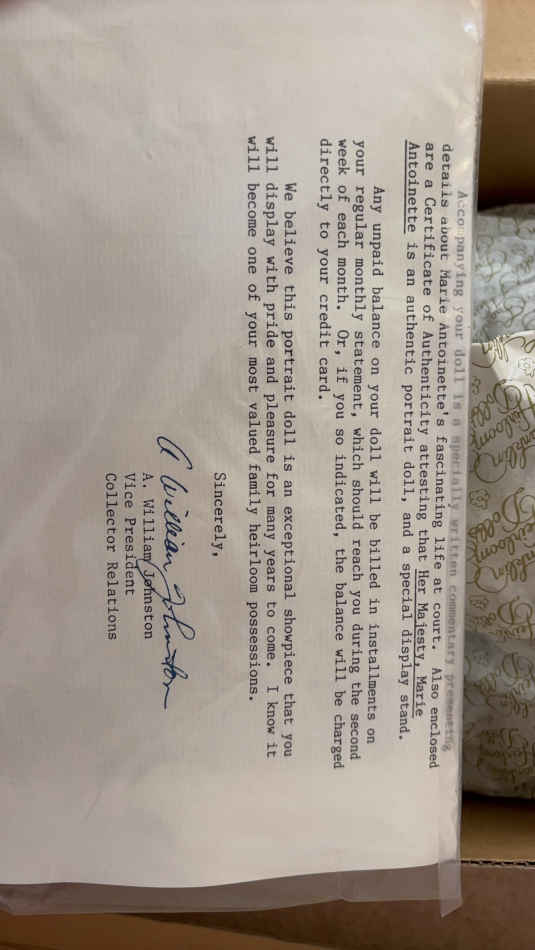 Accompanying your doll is a specially written commentary presenting
details about Marie Antoinette's fascinating life at court. Also enclosed
are a Certificate of Authenticity attesting that Her Majesty, Marie
Antoinette is an authentic portrait doll, and a special display stand.
Any unpaid balance on your doll will be billed in installments on
your regular monthly statement, which should reach you during the second
week of each month. Or, if you so indicated, the balance will be charged
directly to your credit card.
We believe this portrait doll is an exceptional showpiece that you
will display with pride and pleasure for many years to come. I know it
will become one of your most valued family heirloom possessions.
Sincerely,
A William Johnston
A. William Johnston
Vice President
Collector Relations
Franklin
Heirloom
Dolls